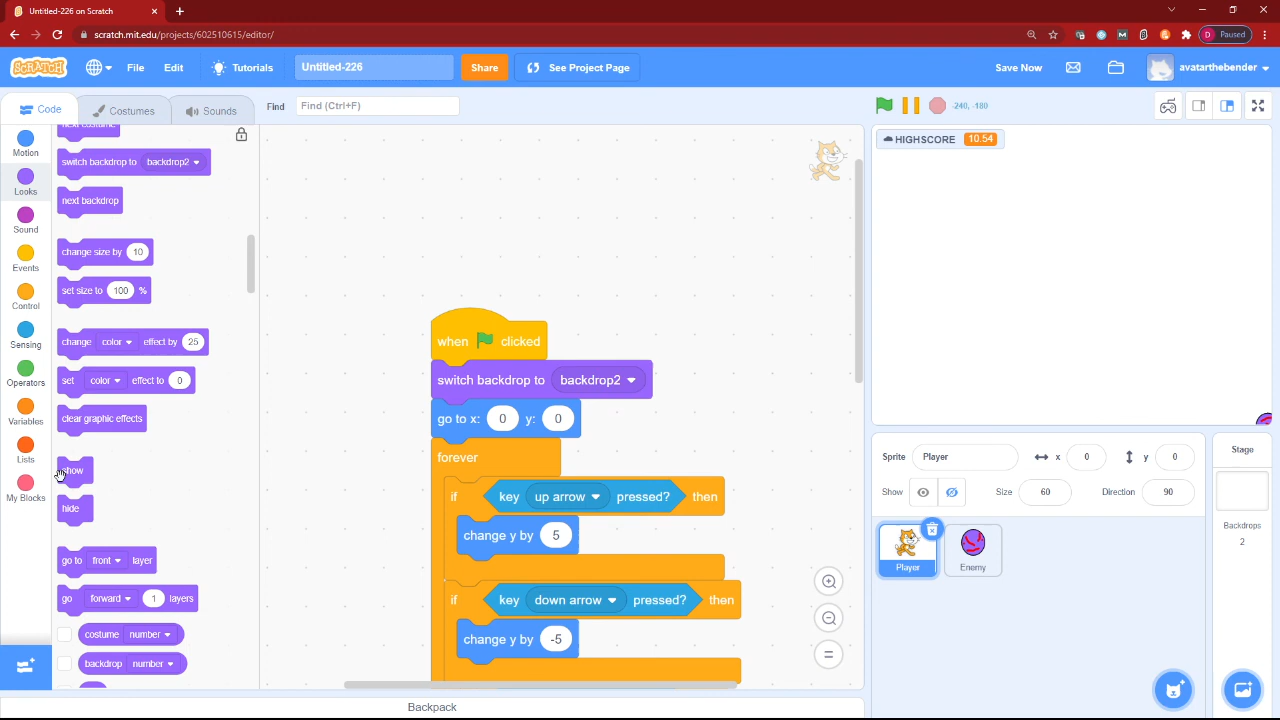 Untitled-226 on Scratch
scratch.mit.edu/projects/602510615/editor/
D Paused
SCRATCH File Edit Tutorials Untitled-226 Share See Project Page Save Now avatarthebender
Code Costumes Sounds Find Find (Ctrl+F) -240, -180
Motion
Looks
Sound
Events
Control
Sensing
Operators
Variables
Lists
My Blocks
next costume
switch backdrop to backdrop2
next backdrop
change size by 10
set size to 100 %
change color effect by 25
set color effect to 0
clear graphic effects
show
hide
go to front layer
go forward 1 layers
costume number
backdrop number
when clicked
switch backdrop to backdrop2
go to x: 0 y: 0
forever
if key up arrow pressed? then
change y by 5
if key down arrow pressed? then
change y by -5
HIGHSCORE 10.54
Sprite Player x 0 y 0
Show Size 60 Direction 90
Player
Enemy
Stage
Backdrops
2
Backpack